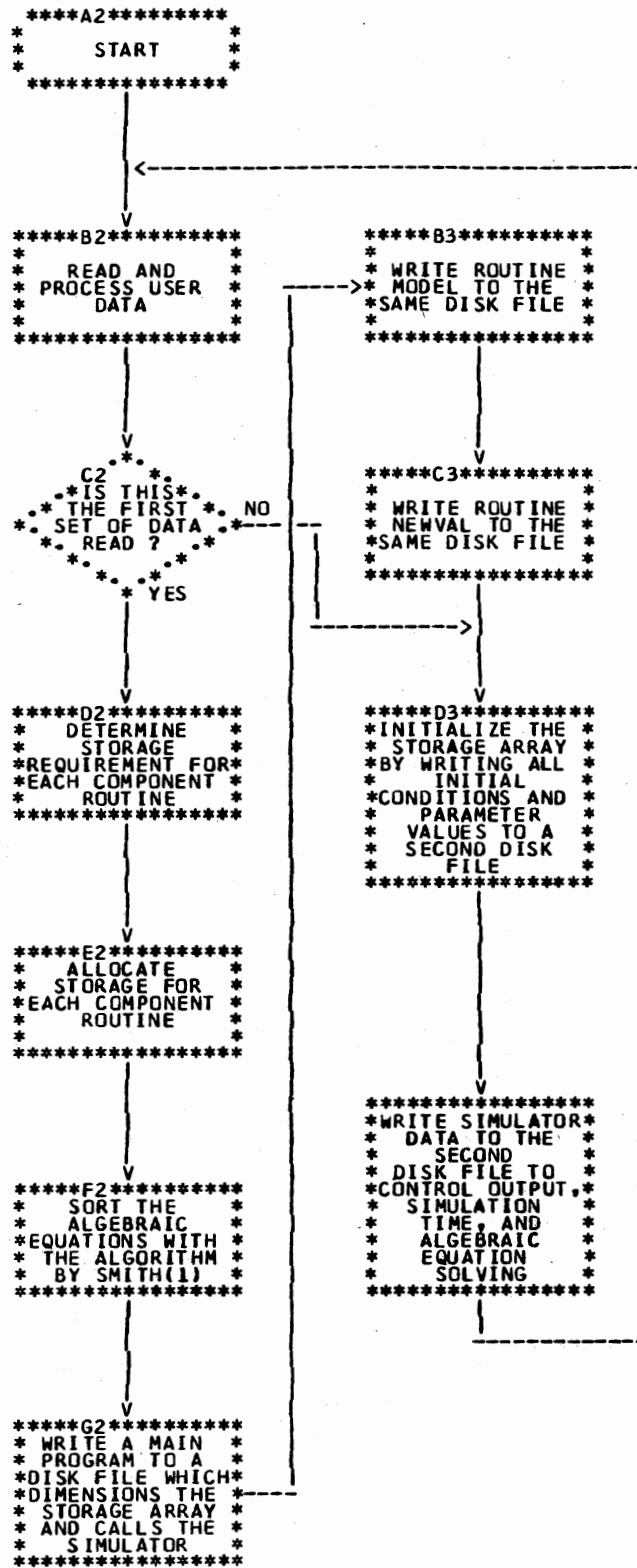 A2
START
B2
READ AND
PROCESS USER
DATA
C2
IS THIS
THE FIRST
SET OF DATA
READ ?
NO
YES
D2
DETERMINE
STORAGE
REQUIREMENT FOR
EACH COMPONENT
ROUTINE
E2
ALLOCATE
STORAGE FOR
EACH COMPONENT
ROUTINE
F2
SORT THE
ALGEBRAIC
EQUATIONS WITH
THE ALGORITHM
BY SMITH(1)
G2
WRITE A MAIN
PROGRAM TO A
DISK FILE WHICH
DIMENSIONS THE
STORAGE ARRAY
AND CALLS THE
SIMULATOR
B3
WRITE ROUTINE
MODEL TO THE
SAME DISK FILE
C3
WRITE ROUTINE
NEWVAL TO THE
SAME DISK FILE
D3
INITIALIZE THE
STORAGE ARRAY
BY WRITING ALL
INITIAL
CONDITIONS AND
PARAMETER
VALUES TO A
SECOND DISK
FILE
WRITE SIMULATOR
DATA TO THE
SECOND
DISK FILE TO
CONTROL OUTPUT,
SIMULATION
TIME, AND
ALGEBRAIC
EQUATION
SOLVING